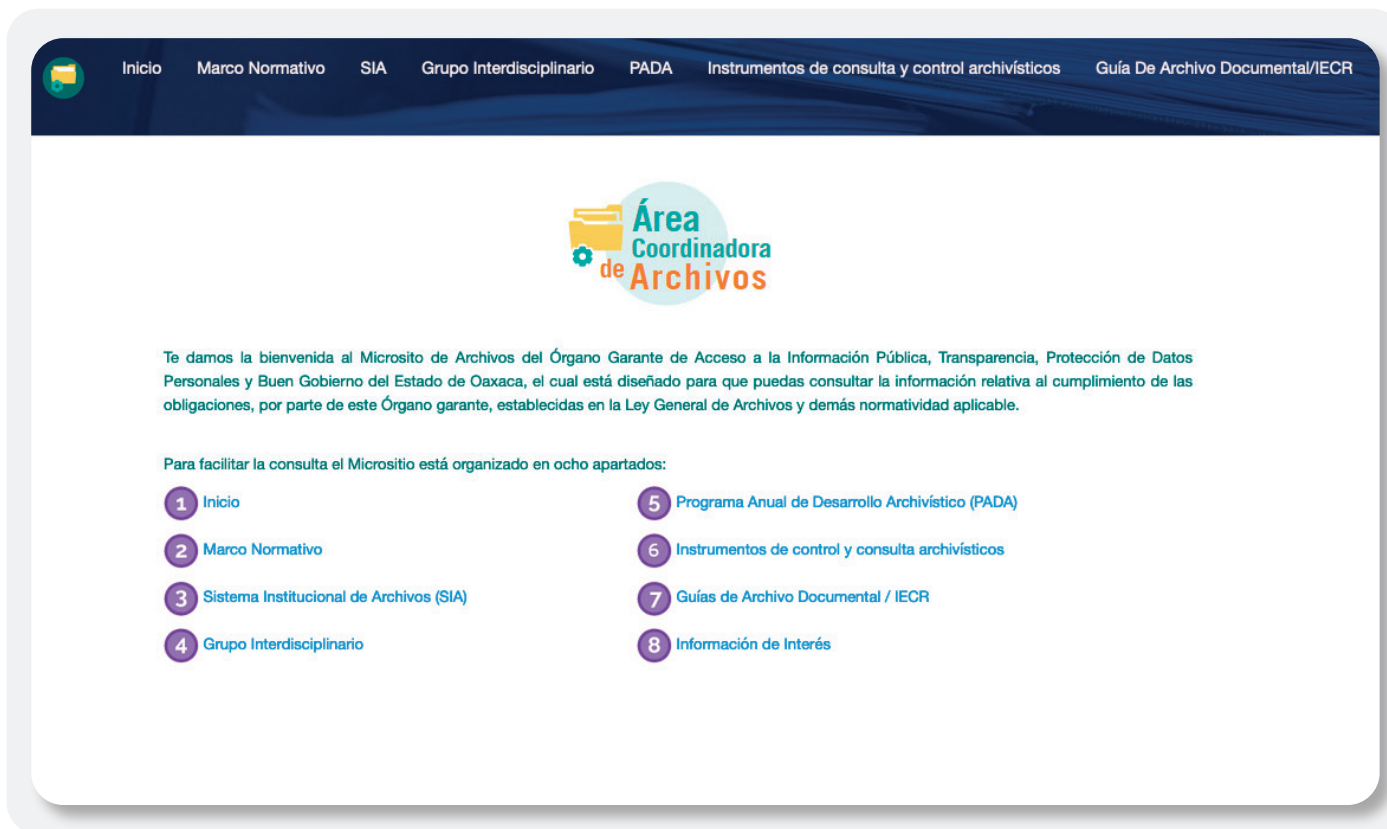 Inicio Marco Normativo SIA Grupo Interdisciplinario PADA Instrumentos de consulta y control archivísticos Guía De Archivo Documental/IECR
Área
Coordinadora
de Archivos
Te damos la bienvenida al Microsito de Archivos del Órgano Garante de Acceso a la Información Pública, Transparencia, Protección de Datos
Personales y Buen Gobierno del Estado de Oaxaca, el cual está diseñado para que puedas consultar la información relativa al cumplimiento de las
obligaciones, por parte de este Órgano garante, establecidas en la Ley General de Archivos y demás normatividad aplicable.
Para facilitar la consulta el Micrositio está organizado en ocho apartados:
1 Inicio
2 Marco Normativo
3 Sistema Institucional de Archivos (SIA)
4 Grupo Interdisciplinario
5 Programa Anual de Desarrollo Archivístico (PADA)
6 Instrumentos de control y consulta archivísticos
7 Guías de Archivo Documental / IECR
8 Información de Interés